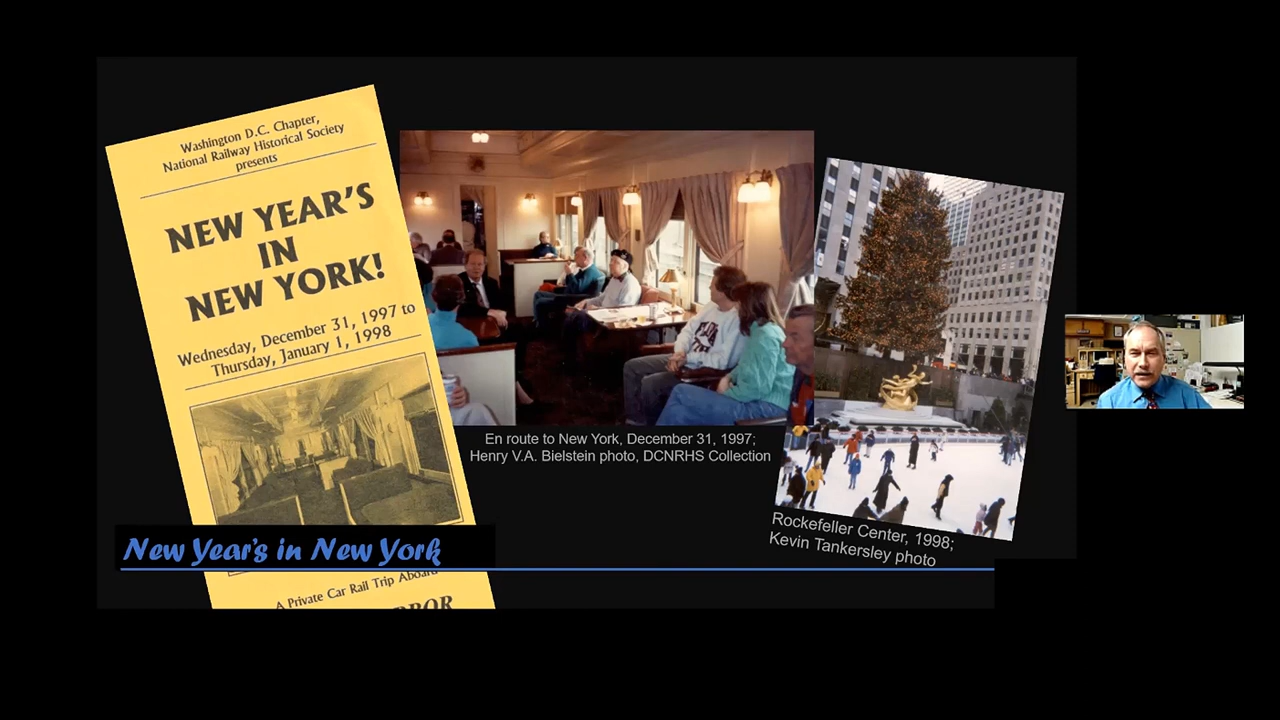 Washington D.C. Chapter,
National Railway Historical Society
presents
NEW YEAR'S
IN
NEW YORK!
Wednesday, December 31, 1997 to
Thursday, January 1, 1998
En route to New York, December 31, 1997;
Henry V.A. Bielstein photo, DCNRHS Collection
Rockefeller Center, 1998;
Kevin Tankersley photo
New Year's in New York
A Private Car Rail Trip Aboard